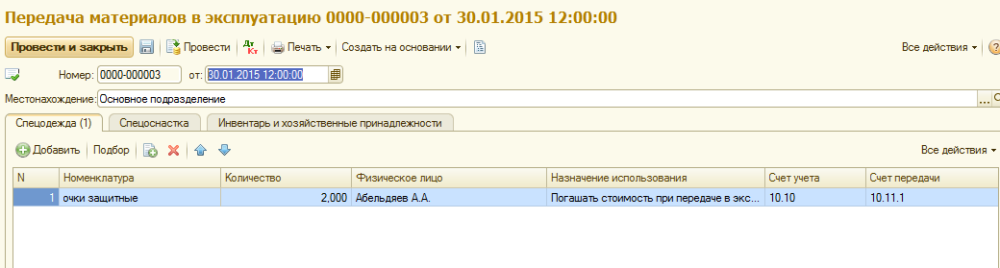 Передача материалов в эксплуатацию 0000-000003 от 30.01.2015 12:00:00
Провести и закрыть Провести Дт Кт Печать Создать на основании Все действия ?
Номер: 0000-000003 от: 30.01.2015 12:00:00
Местонахождение: Основное подразделение ...
Спецодежда (1) Спецоснастка Инвентарь и хозяйственные принадлежности
Добавить Подбор Все действия
N Номенклатура Количество Физическое лицо Назначение использования Счет учета Счет передачи
1 очки защитные 2,000 Абельдяев А.А. Погашать стоимость при передаче в экс... 10.10 10.11.1